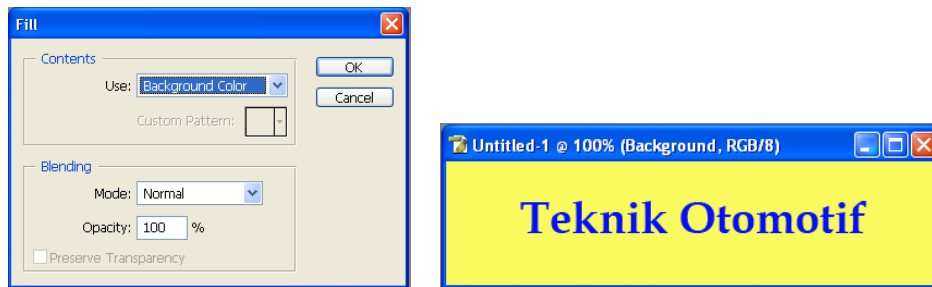 Fill
Contents
Use: Background Color
Custom Pattern:
OK
Cancel
Blending
Mode: Normal
Opacity: 100 %
Preserve Transparency
Untitled-1 @ 100% (Background, RGB/8)
Teknik Otomotif